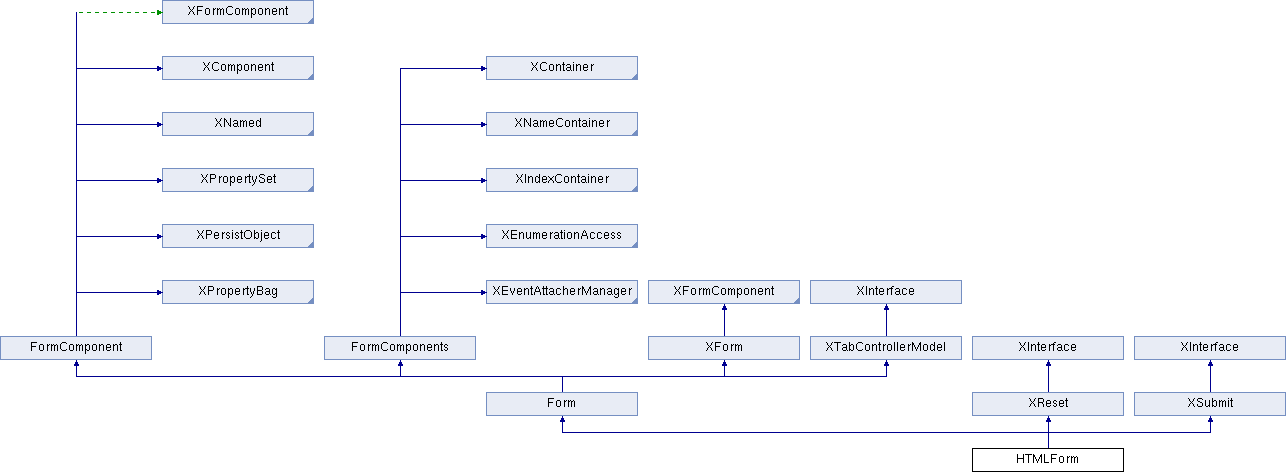 XFormComponent
XComponent
XContainer
XNamed
XNameContainer
XPropertySet
XIndexContainer
XPersistObject
XEnumerationAccess
XPropertyBag
XEventAttacherManager
XFormComponent
XInterface
FormComponent
FormComponents
XForm
XTabControllerModel
XInterface
XInterface
Form
XReset
XSubmit
HTMLForm